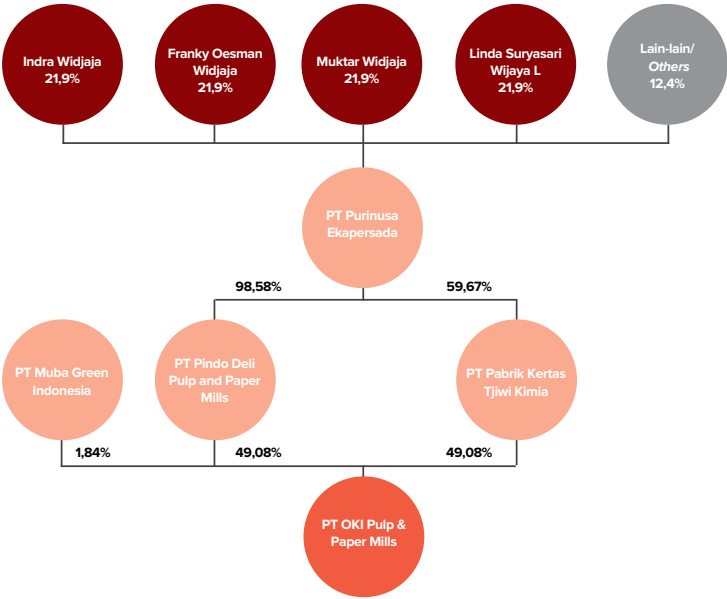 Indra Widjaja
21,9%
Franky Oesman
Widjaja
21,9%
Muktar Widjaja
21,9%
Linda Suryasari
Wijaya L
21,9%
Lain-lain/
Others
12,4%
PT Purinusa
Ekapersada
98,58%
59,67%
PT Muba Green
Indonesia
PT Pindo Deli
Pulp and Paper
Mills
PT Pabrik Kertas
Tjiwi Kimia
1,84%
49,08%
49,08%
PT OKI Pulp &
Paper Mills